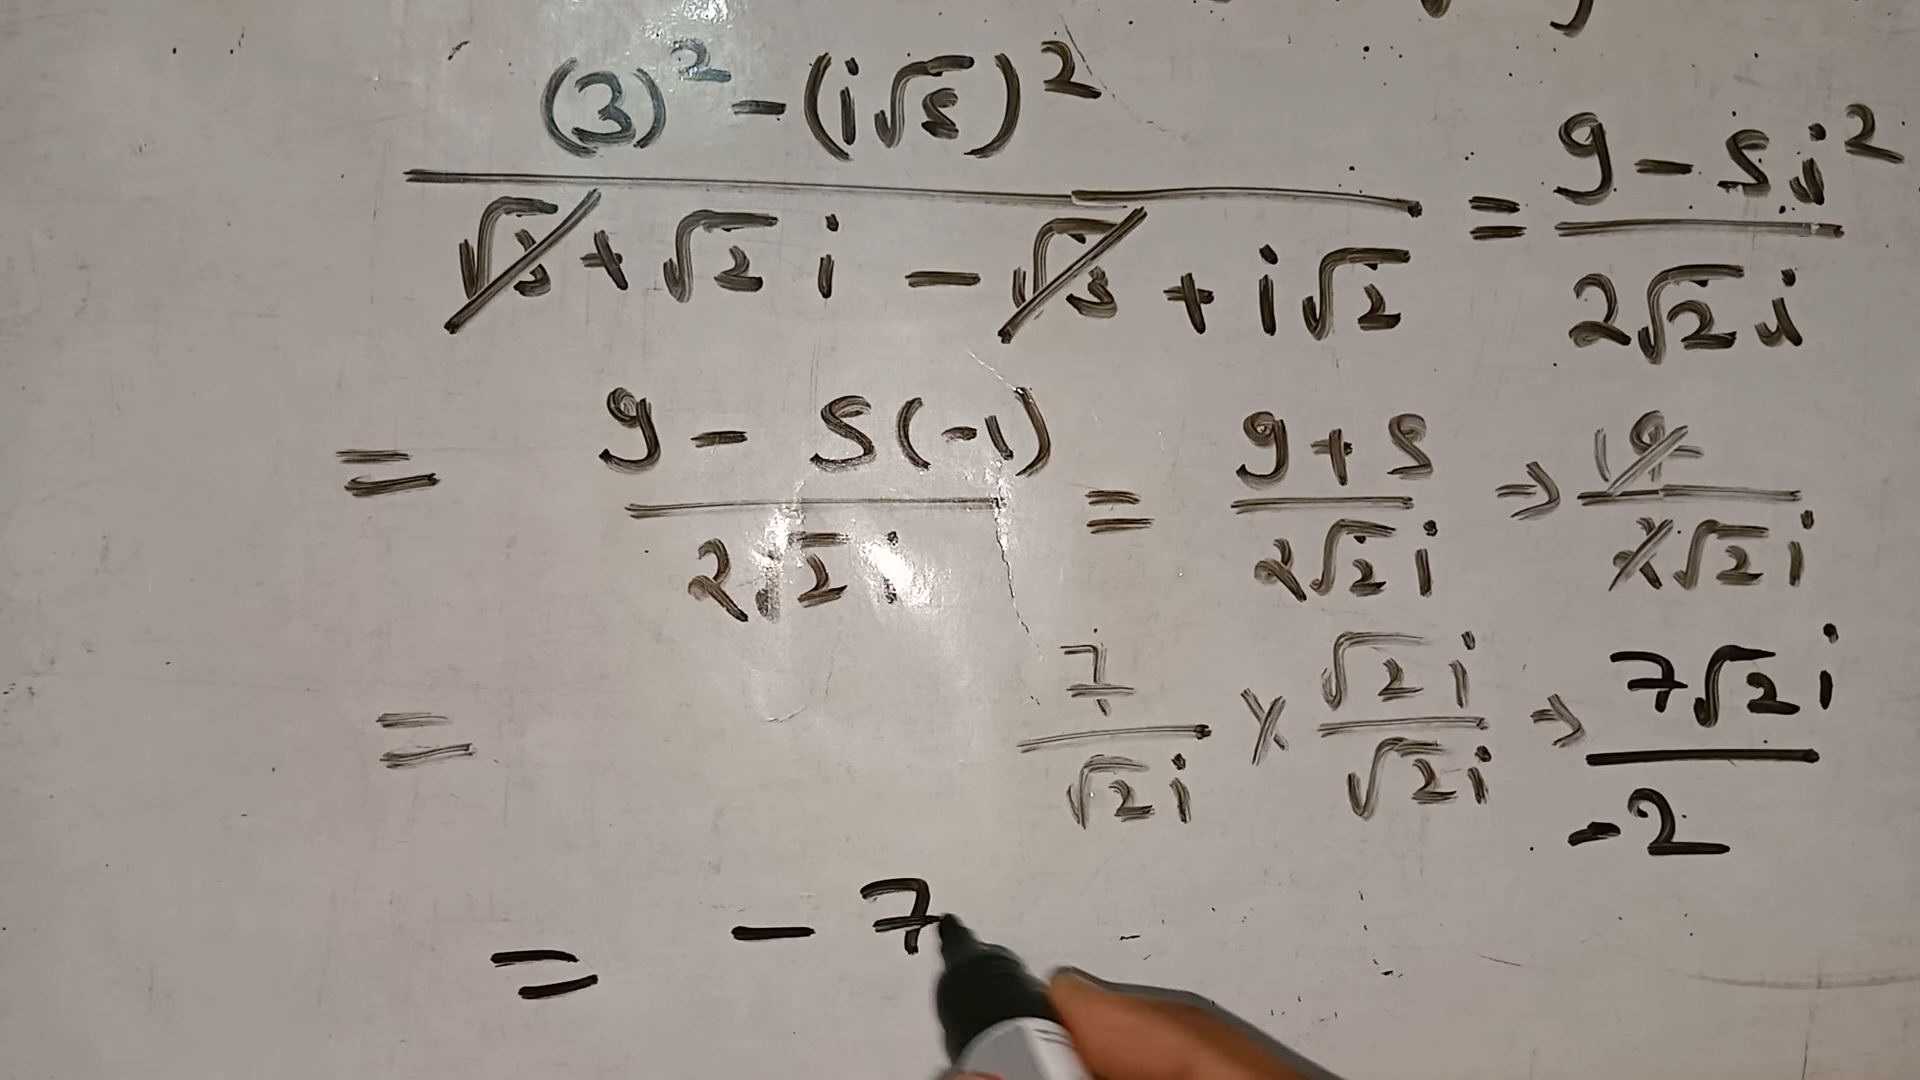 ((3)² - (i√5)²) / (√3 + √2 i - √3 + i√2) = (9 - 5i²) / (2√2 i)
= (9 - 5(-1)) / (2√2 i) = (9 + 5) / (2√2 i) → 14 / (2√2 i)
= 7 / (√2 i) × (√2 i) / (√2 i) → 7√2 i / -2
= - 7